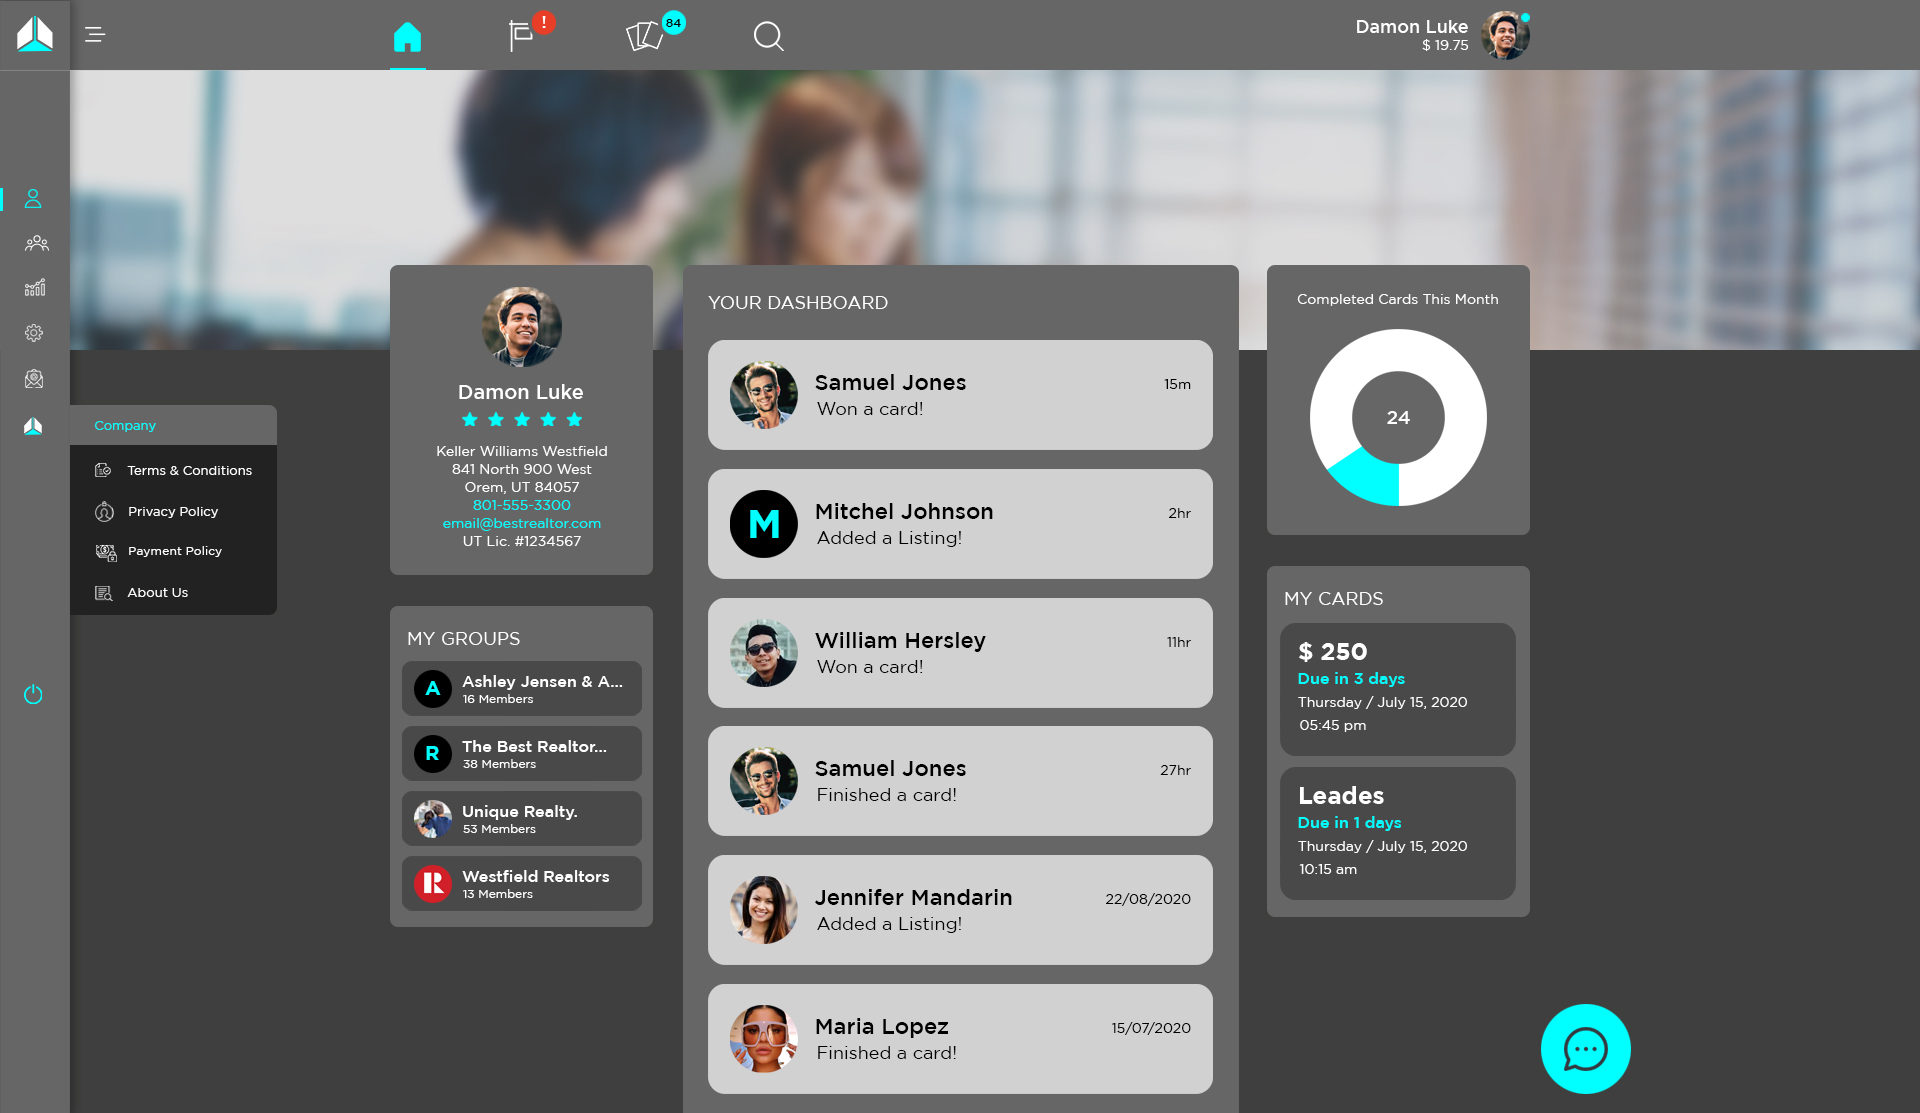 !
84
Damon Luke
$ 19.75
Company
Terms & Conditions
Privacy Policy
Payment Policy
About Us
Damon Luke
Keller Williams Westfield
841 North 900 West
Orem, UT 84057
801-555-3300
email@bestrealtor.com
UT Lic. #1234567
MY GROUPS
A
Ashley Jensen & A...
16 Members
R
The Best Realtor...
38 Members
Unique Realty.
53 Members
R
Westfield Realtors
13 Members
YOUR DASHBOARD
Samuel Jones
15m
Won a card!
M
Mitchel Johnson
2hr
Added a Listing!
William Hersley
11hr
Won a card!
Samuel Jones
27hr
Finished a card!
Jennifer Mandarin
22/08/2020
Added a Listing!
Maria Lopez
15/07/2020
Finished a card!
Completed Cards This Month
24
MY CARDS
$ 250
Due in 3 days
Thursday / July 15, 2020
05:45 pm
Leades
Due in 1 days
Thursday / July 15, 2020
10:15 am